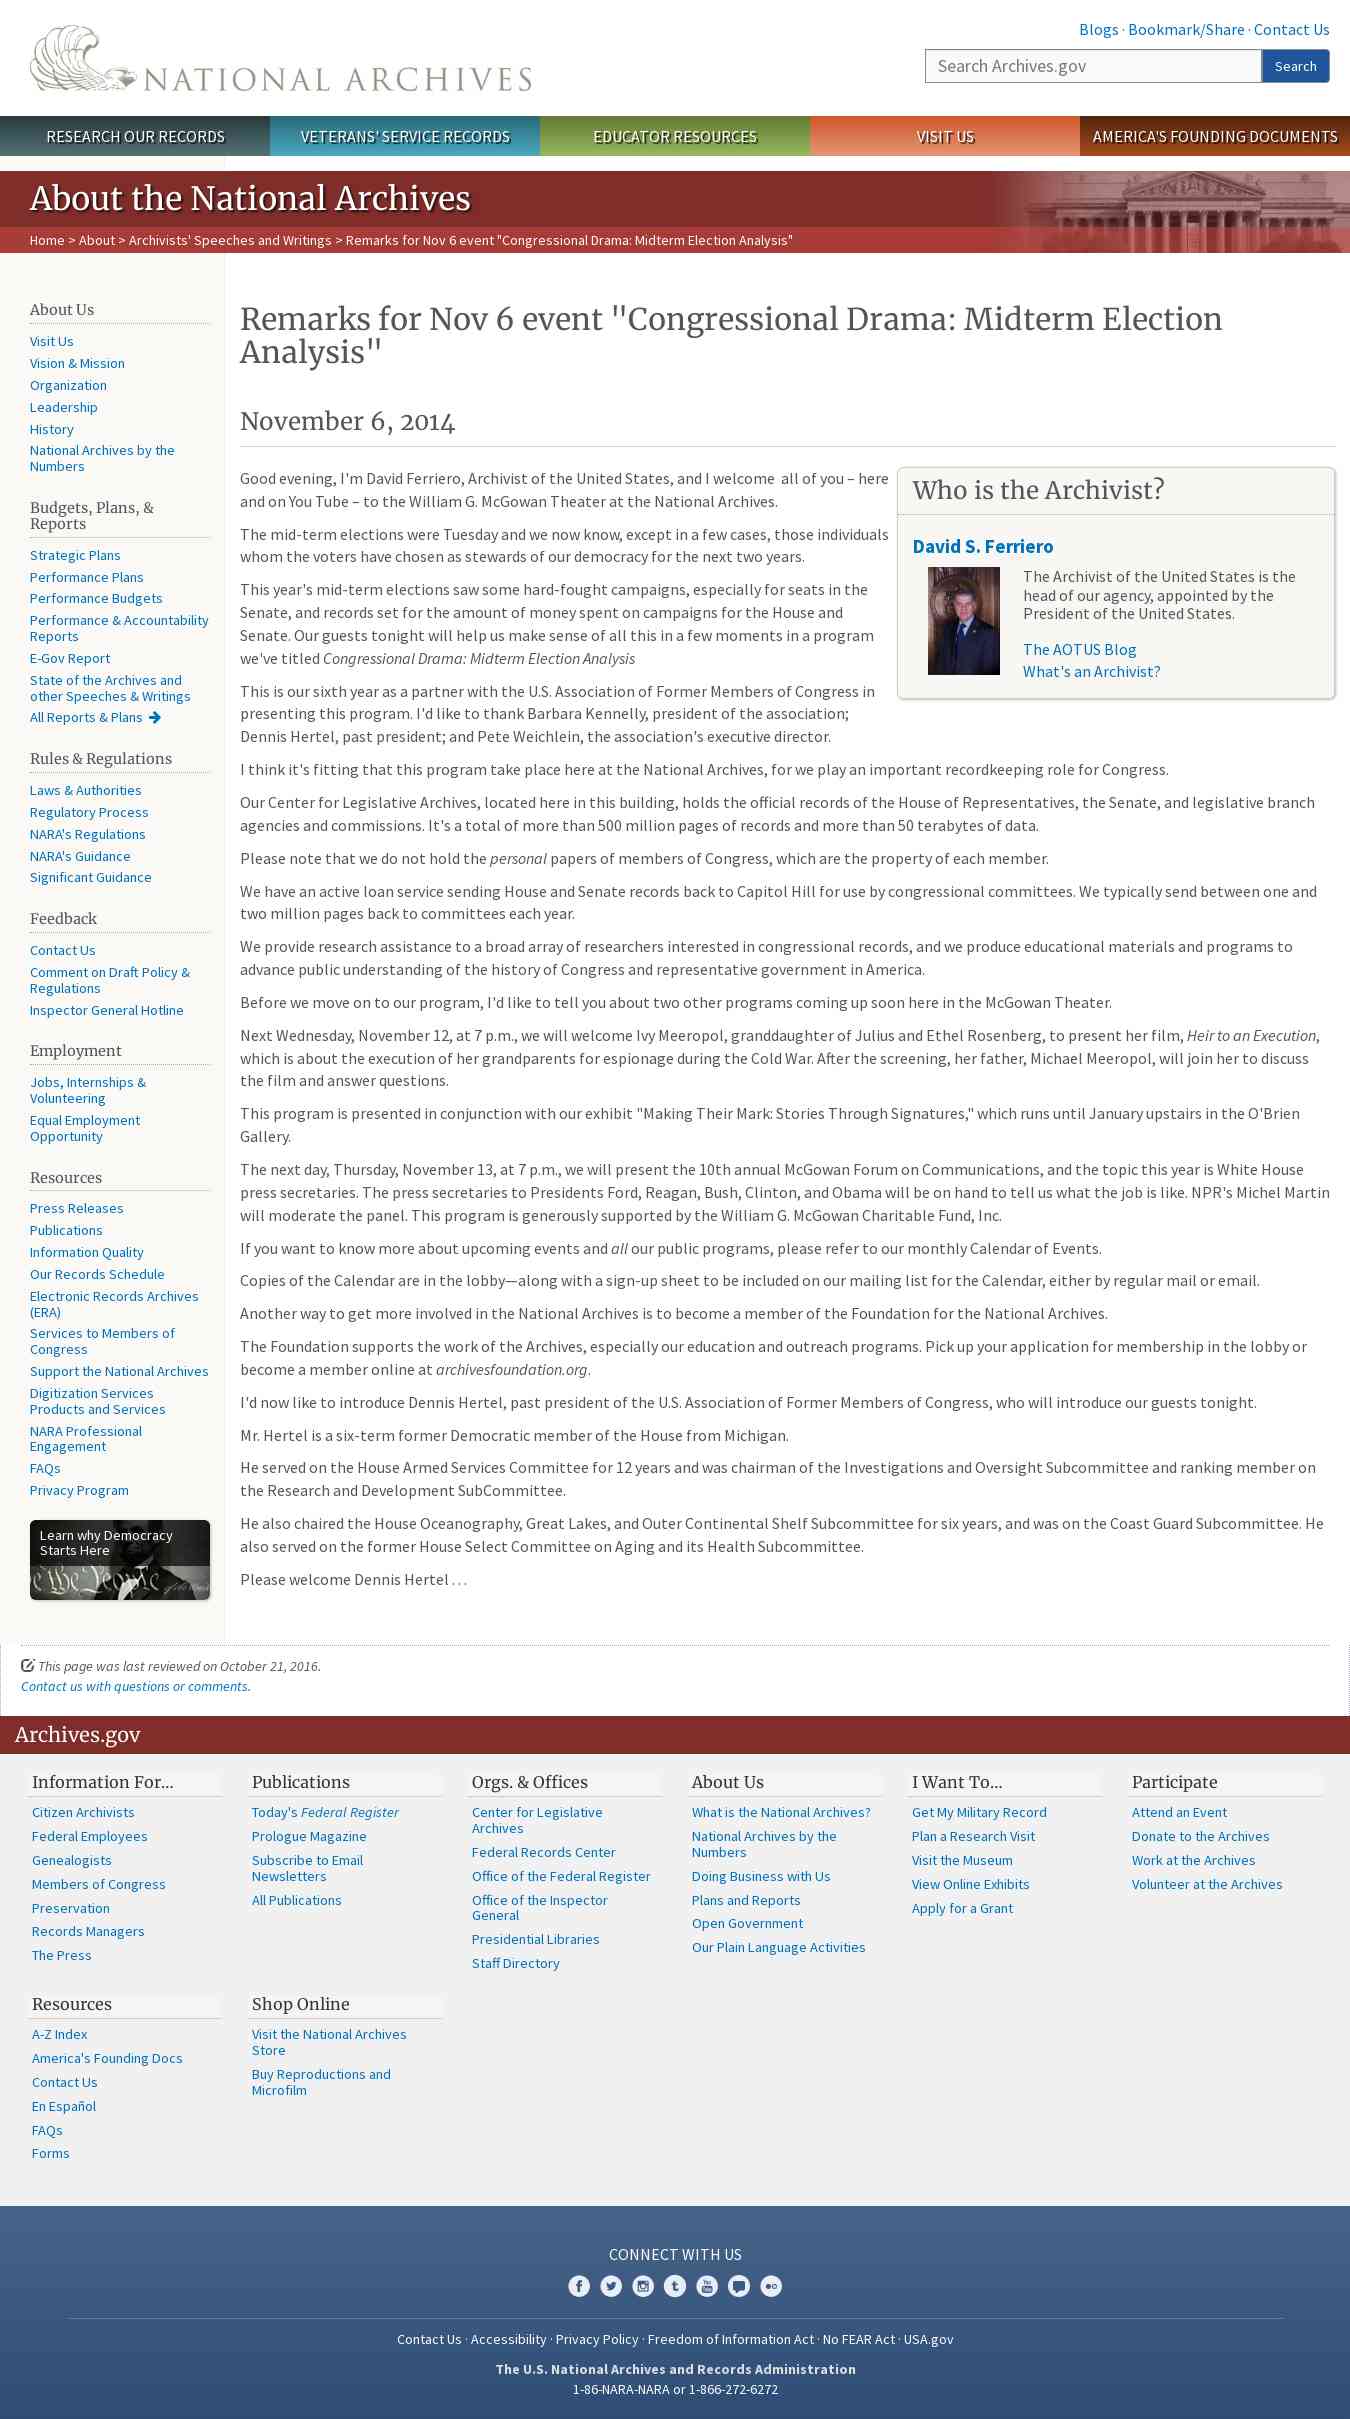 NATIONAL ARCHIVES
Blogs · Bookmark/Share · Contact Us
Search Archives.gov
Search
RESEARCH OUR RECORDS
VETERANS' SERVICE RECORDS
EDUCATOR RESOURCES
VISIT US
AMERICA'S FOUNDING DOCUMENTS
About the National Archives
Home > About > Archivists' Speeches and Writings > Remarks for Nov 6 event "Congressional Drama: Midterm Election Analysis"
About Us
Visit Us
Vision & Mission
Organization
Leadership
History
National Archives by the
Numbers
Budgets, Plans, &
Reports
Strategic Plans
Performance Plans
Performance Budgets
Performance & Accountability
Reports
E-Gov Report
State of the Archives and
other Speeches & Writings
All Reports & Plans
Rules & Regulations
Laws & Authorities
Regulatory Process
NARA's Regulations
NARA's Guidance
Significant Guidance
Feedback
Contact Us
Comment on Draft Policy &
Regulations
Inspector General Hotline
Employment
Jobs, Internships &
Volunteering
Equal Employment
Opportunity
Resources
Press Releases
Publications
Information Quality
Our Records Schedule
Electronic Records Archives
(ERA)
Services to Members of
Congress
Support the National Archives
Digitization Services
Products and Services
NARA Professional
Engagement
FAQs
Privacy Program
Learn why Democracy
Starts Here
e the People
Remarks for Nov 6 event "Congressional Drama: Midterm Election
Analysis"
November 6, 2014
Good evening, I'm David Ferriero, Archivist of the United States, and I welcome  all of you – here
and on You Tube – to the William G. McGowan Theater at the National Archives.
The mid-term elections were Tuesday and we now know, except in a few cases, those individuals
whom the voters have chosen as stewards of our democracy for the next two years.
This year's mid-term elections saw some hard-fought campaigns, especially for seats in the
Senate, and records set for the amount of money spent on campaigns for the House and
Senate. Our guests tonight will help us make sense of all this in a few moments in a program
we've titled Congressional Drama: Midterm Election Analysis
This is our sixth year as a partner with the U.S. Association of Former Members of Congress in
presenting this program. I'd like to thank Barbara Kennelly, president of the association;
Dennis Hertel, past president; and Pete Weichlein, the association's executive director.
Who is the Archivist?
David S. Ferriero
The Archivist of the United States is the
head of our agency, appointed by the
President of the United States.
The AOTUS Blog
What's an Archivist?
I think it's fitting that this program take place here at the National Archives, for we play an important recordkeeping role for Congress.
Our Center for Legislative Archives, located here in this building, holds the official records of the House of Representatives, the Senate, and legislative branch
agencies and commissions. It's a total of more than 500 million pages of records and more than 50 terabytes of data.
Please note that we do not hold the personal papers of members of Congress, which are the property of each member.
We have an active loan service sending House and Senate records back to Capitol Hill for use by congressional committees. We typically send between one and
two million pages back to committees each year.
We provide research assistance to a broad array of researchers interested in congressional records, and we produce educational materials and programs to
advance public understanding of the history of Congress and representative government in America.
Before we move on to our program, I'd like to tell you about two other programs coming up soon here in the McGowan Theater.
Next Wednesday, November 12, at 7 p.m., we will welcome Ivy Meeropol, granddaughter of Julius and Ethel Rosenberg, to present her film, Heir to an Execution,
which is about the execution of her grandparents for espionage during the Cold War. After the screening, her father, Michael Meeropol, will join her to discuss
the film and answer questions.
This program is presented in conjunction with our exhibit "Making Their Mark: Stories Through Signatures," which runs until January upstairs in the O'Brien
Gallery.
The next day, Thursday, November 13, at 7 p.m., we will present the 10th annual McGowan Forum on Communications, and the topic this year is White House
press secretaries. The press secretaries to Presidents Ford, Reagan, Bush, Clinton, and Obama will be on hand to tell us what the job is like. NPR's Michel Martin
will moderate the panel. This program is generously supported by the William G. McGowan Charitable Fund, Inc.
If you want to know more about upcoming events and all our public programs, please refer to our monthly Calendar of Events.
Copies of the Calendar are in the lobby—along with a sign-up sheet to be included on our mailing list for the Calendar, either by regular mail or email.
Another way to get more involved in the National Archives is to become a member of the Foundation for the National Archives.
The Foundation supports the work of the Archives, especially our education and outreach programs. Pick up your application for membership in the lobby or
become a member online at archivesfoundation.org.
I'd now like to introduce Dennis Hertel, past president of the U.S. Association of Former Members of Congress, who will introduce our guests tonight.
Mr. Hertel is a six-term former Democratic member of the House from Michigan.
He served on the House Armed Services Committee for 12 years and was chairman of the Investigations and Oversight Subcommittee and ranking member on
the Research and Development SubCommittee.
He also chaired the House Oceanography, Great Lakes, and Outer Continental Shelf Subcommittee for six years, and was on the Coast Guard Subcommittee. He
also served on the former House Select Committee on Aging and its Health Subcommittee.
Please welcome Dennis Hertel . . .
This page was last reviewed on October 21, 2016.
Contact us with questions or comments.
Archives.gov
Information For…
Citizen Archivists
Federal Employees
Genealogists
Members of Congress
Preservation
Records Managers
The Press
Publications
Today's Federal Register
Prologue Magazine
Subscribe to Email
Newsletters
All Publications
Orgs. & Offices
Center for Legislative
Archives
Federal Records Center
Office of the Federal Register
Office of the Inspector
General
Presidential Libraries
Staff Directory
About Us
What is the National Archives?
National Archives by the
Numbers
Doing Business with Us
Plans and Reports
Open Government
Our Plain Language Activities
I Want To…
Get My Military Record
Plan a Research Visit
Visit the Museum
View Online Exhibits
Apply for a Grant
Participate
Attend an Event
Donate to the Archives
Work at the Archives
Volunteer at the Archives
Resources
A-Z Index
America's Founding Docs
Contact Us
En Español
FAQs
Forms
Shop Online
Visit the National Archives
Store
Buy Reproductions and
Microfilm
CONNECT WITH US
Contact Us · Accessibility · Privacy Policy · Freedom of Information Act · No FEAR Act · USA.gov
The U.S. National Archives and Records Administration
1-86-NARA-NARA or 1-866-272-6272